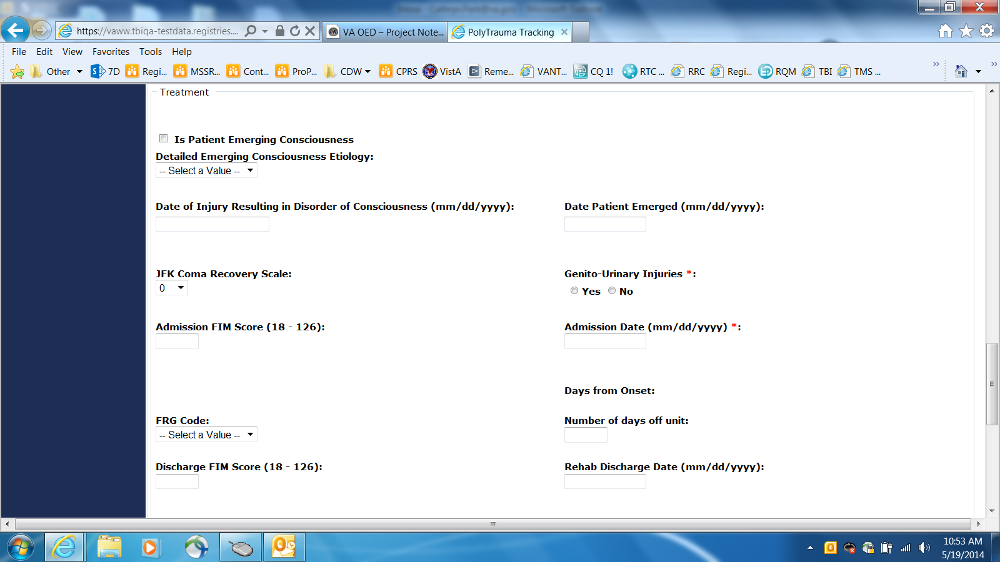 https://vaww.tbiqa-testdata.registries....
VA OED – Project Note...
PolyTrauma Tracking
File Edit View Favorites Tools Help
Other 7D Regi... MSSR... Cont... ProP... CDW CPRS VistA Reme... VANT... CQ 1! RTC ... RRC Regi... RQM TBI TMS ...
Treatment
Is Patient Emerging Consciousness
Detailed Emerging Consciousness Etiology:
-- Select a Value --
Date of Injury Resulting in Disorder of Consciousness (mm/dd/yyyy): Date Patient Emerged (mm/dd/yyyy):
JFK Coma Recovery Scale: Genito-Urinary Injuries *:
0 Yes No
Admission FIM Score (18 - 126): Admission Date (mm/dd/yyyy) *:
Days from Onset:
FRG Code: Number of days off unit:
-- Select a Value --
Discharge FIM Score (18 - 126): Rehab Discharge Date (mm/dd/yyyy):
10:53 AM
5/19/2014